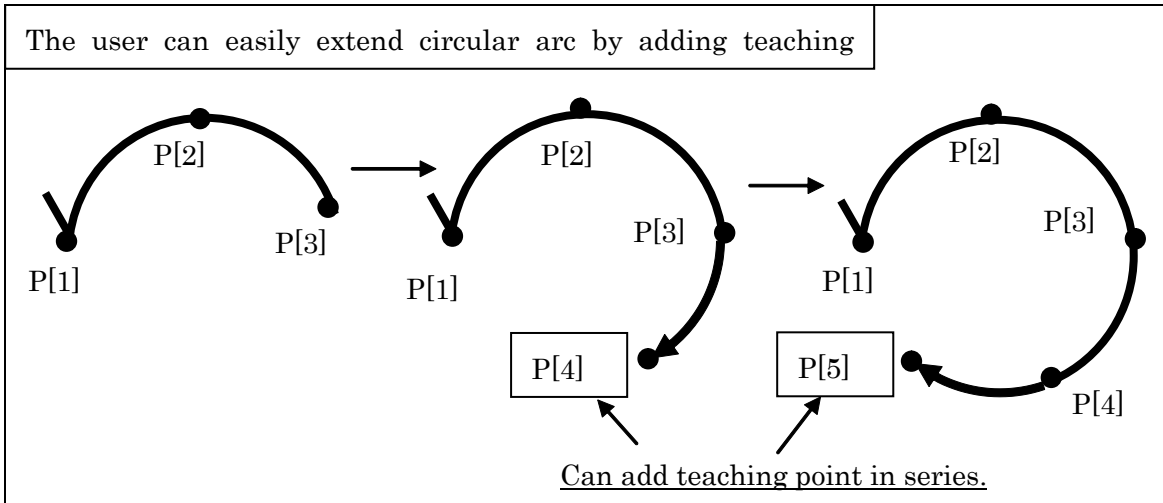 The user can easily extend circular arc by adding teaching
P[2]
P[3]
P[1]
P[2]
P[3]
P[1]
P[4]
P[2]
P[3]
P[1]
P[5]
P[4]
Can add teaching point in series.